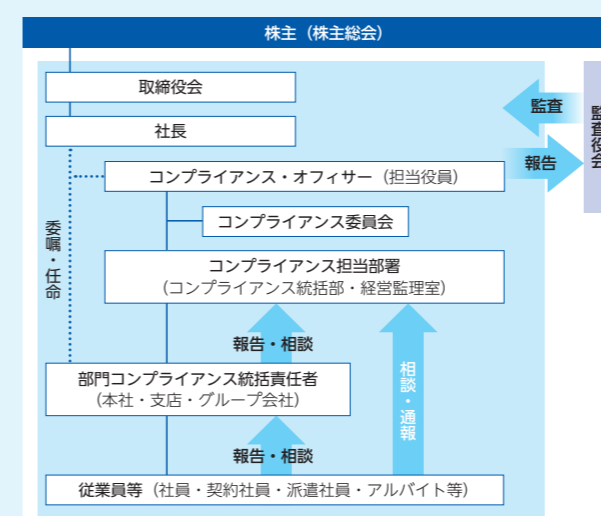 株主（株主総会）
取締役会
社長
監査
監査役会
報告
コンプライアンス・オフィサー（担当役員）
コンプライアンス委員会
委嘱・任命
コンプライアンス担当部署
（コンプライアンス統括部・経営監理室）
報告・相談
相談・通報
部門コンプライアンス統括責任者
（本社・支店・グループ会社）
報告・相談
従業員等（社員・契約社員・派遣社員・アルバイト等）